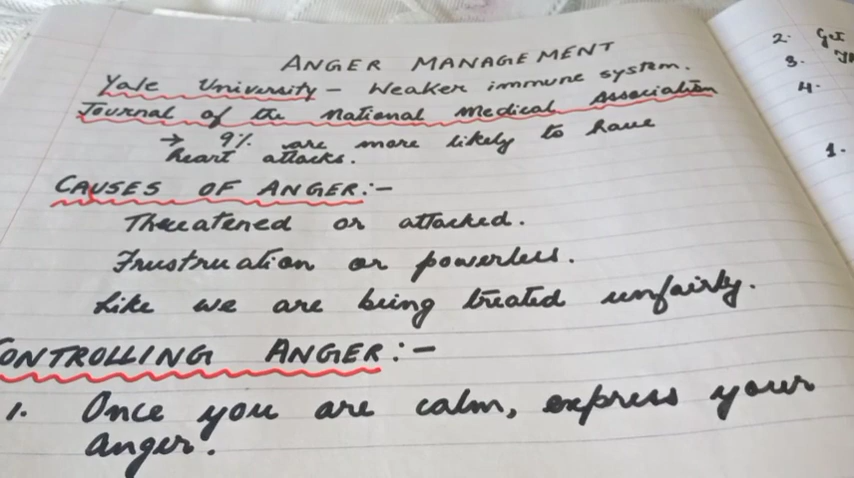 ANGER MANAGEMENT
Yale University - Weaker immune system.
Journal of the National Medical Association
→ 9% are more likely to have
heart attacks.
CAUSES OF ANGER:-
Threatened or attacked.
Frustruation or powerless.
Like we are being treated unfairly.
ONTROLLING ANGER:-
1. Once you are calm, express your
anger.
2. Get
3.
4.
1.